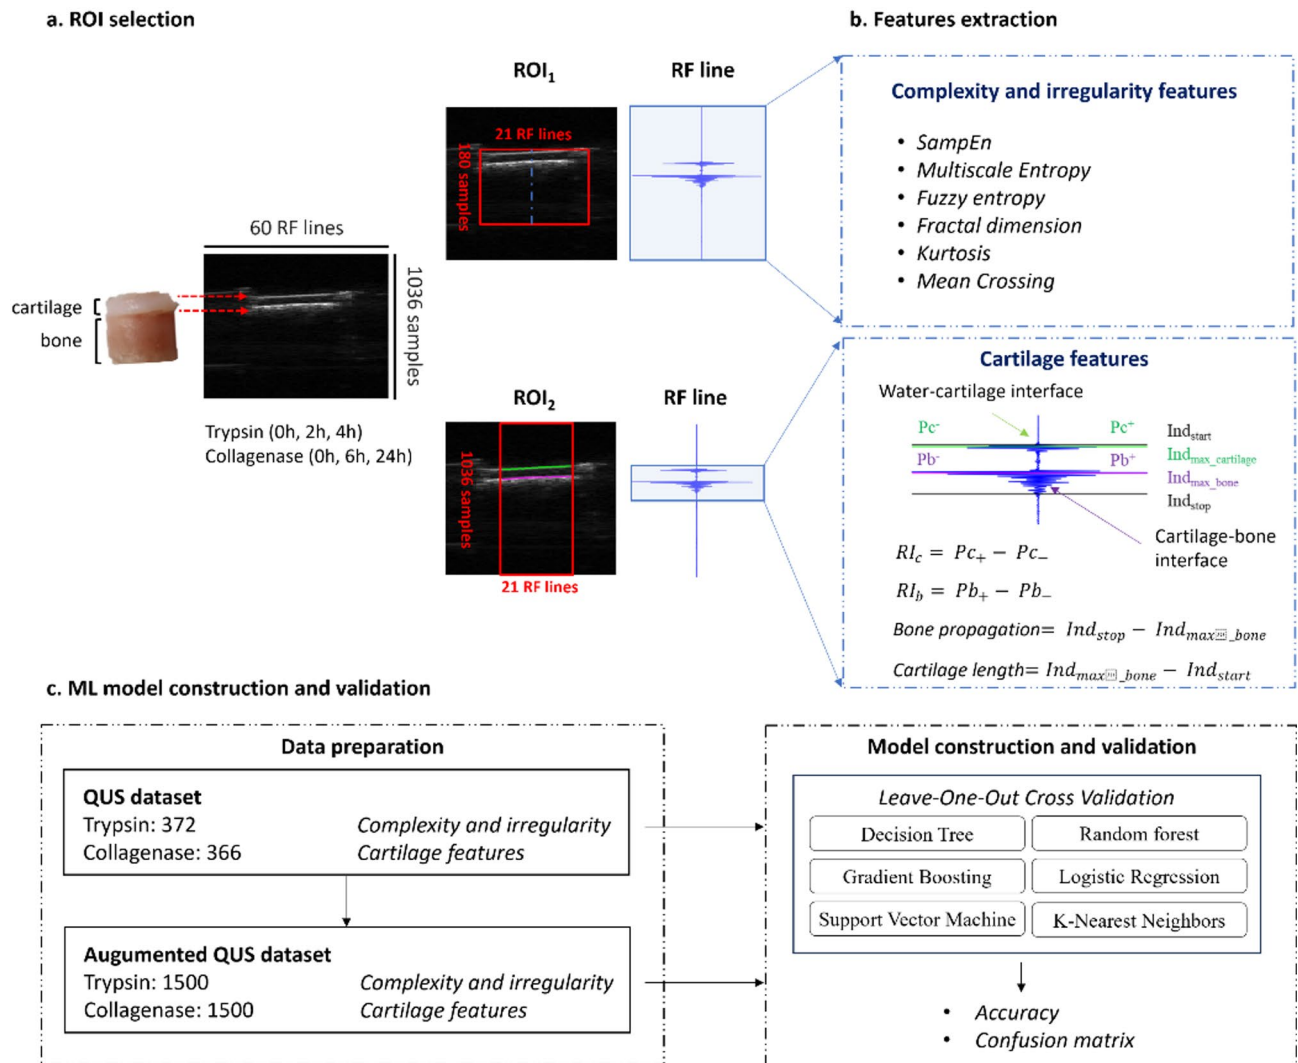 a. ROI selection
b. Features extraction
ROI1
RF line
21 RF lines
180 samples
Complexity and irregularity features
• SampEn
• Multiscale Entropy
• Fuzzy entropy
• Fractal dimension
• Kurtosis
• Mean Crossing
60 RF lines
1036 samples
cartilage
bone
Trypsin (0h, 2h, 4h)
Collagenase (0h, 6h, 24h)
ROI2
RF line
1036 samples
21 RF lines
Cartilage features
Water-cartilage interface
Pc- Pc+ Indstart
Indmax_cartilage
Pb- Pb+ Indmax_bone
Indstop
Cartilage-bone
interface
RIc = Pc+ − Pc−
RIb = Pb+ − Pb−
Bone propagation= Indstop − Indmax_bone
Cartilage length= Indmax_bone − Indstart
c. ML model construction and validation
Data preparation
QUS dataset
Trypsin: 372 Complexity and irregularity
Collagenase: 366 Cartilage features
Augumented QUS dataset
Trypsin: 1500 Complexity and irregularity
Collagenase: 1500 Cartilage features
Model construction and validation
Leave-One-Out Cross Validation
Decision Tree Random forest
Gradient Boosting Logistic Regression
Support Vector Machine K-Nearest Neighbors
• Accuracy
• Confusion matrix